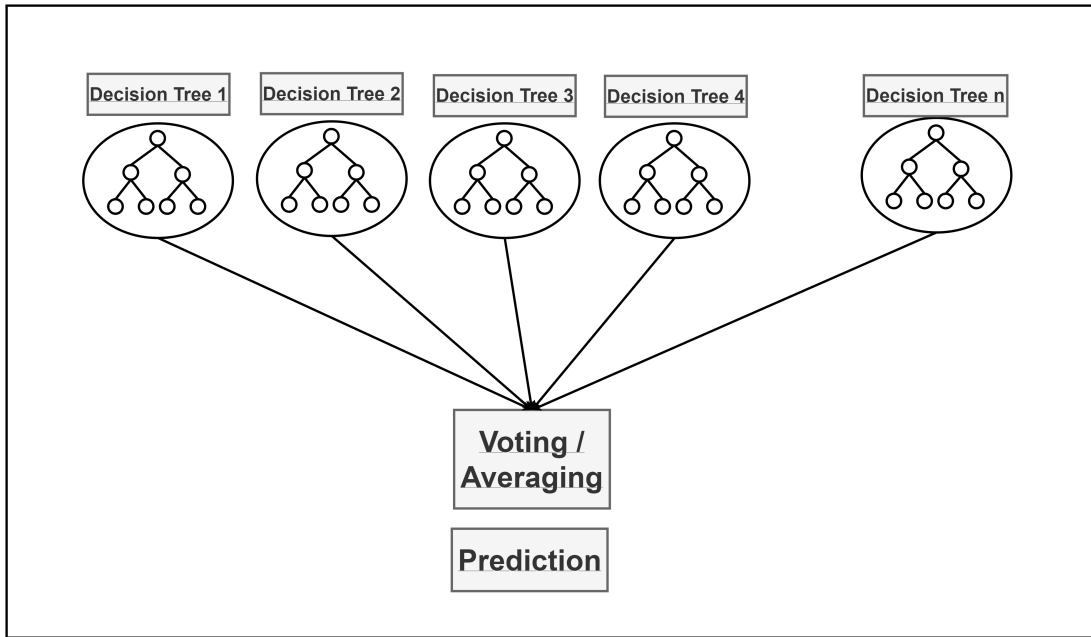 Decision Tree 1
Decision Tree 2
Decision Tree 3
Decision Tree 4
Decision Tree n
Voting /
Averaging
Prediction